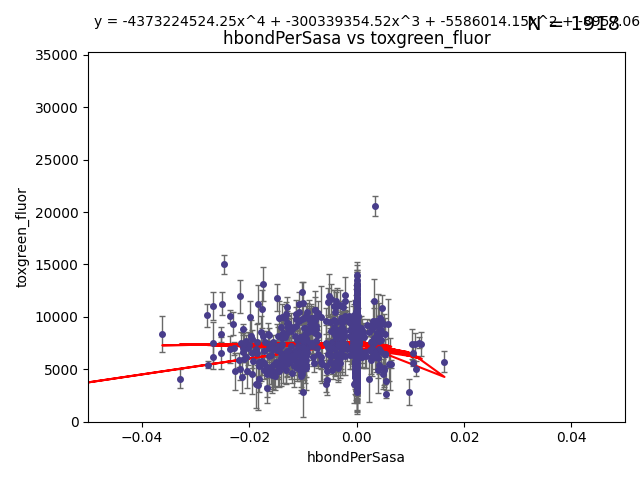 y = -4373224524.25x^4 + -300339354.52x^3 + -5586014.15x^2 +
N = 1918
hbondPerSasa vs toxgreen_fluor
35000
30000
25000
20000
15000
10000
5000
0
toxgreen_fluor
−0.04
−0.02
0.00
0.02
0.04
hbondPerSasa